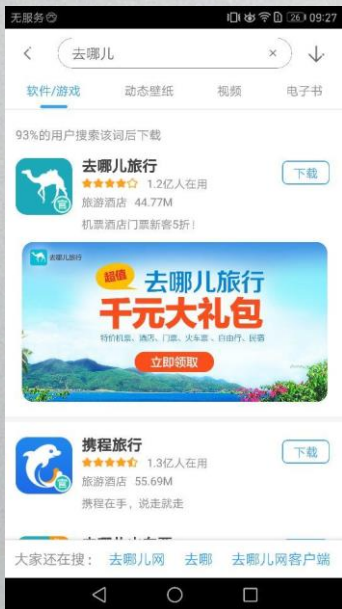 无服务 26 09:27
去哪儿 ×
软件/游戏 动态壁纸 视频 电子书
93%的用户搜索该词后下载
去哪儿旅行
1.2亿人在用
下载
旅游酒店 44.77M
官
机票酒店门票新客5折!
去哪儿旅行
超值 去哪儿旅行
千元大礼包
特价机票、酒店、门票、火车票、自由行、民宿
立即领取
携程旅行
1.3亿人在用
下载
旅游酒店 55.69M
官
携程在手,说走就走
大家还在搜: 去哪儿网 去哪 去哪儿网客户端